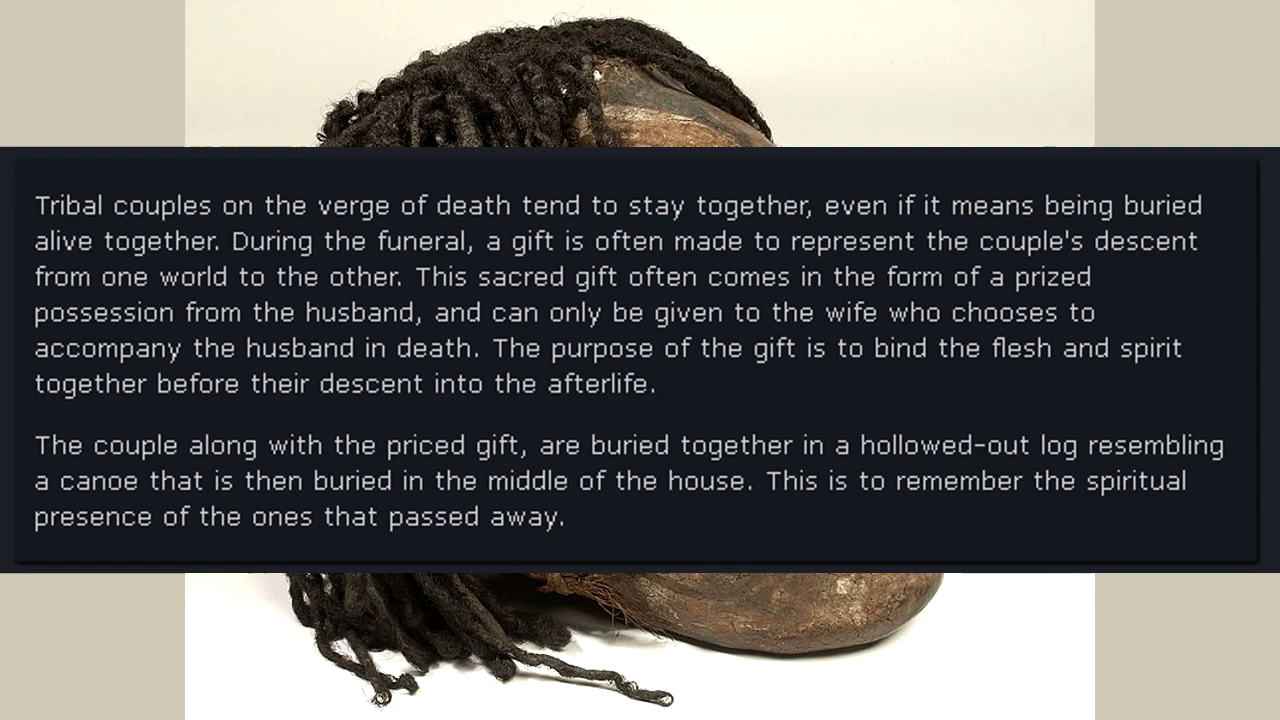 Tribal couples on the verge of death tend to stay together, even if it means being buried
alive together. During the funeral, a gift is often made to represent the couple's descent
from one world to the other. This sacred gift often comes in the form of a prized
possession from the husband, and can only be given to the wife who chooses to
accompany the husband in death. The purpose of the gift is to bind the flesh and spirit
together before their descent into the afterlife.
The couple along with the priced gift, are buried together in a hollowed-out log resembling
a canoe that is then buried in the middle of the house. This is to remember the spiritual
presence of the ones that passed away.